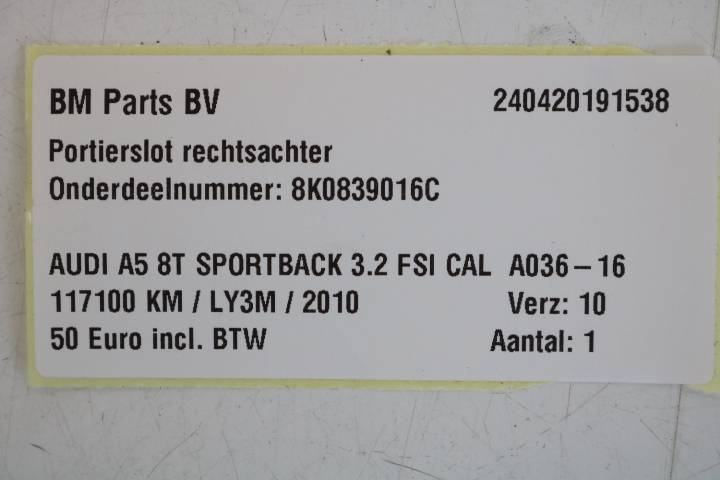 BM Parts BV 240420191538
Portierslot rechtsachter
Onderdeelnummer: 8K0839016C
AUDI A5 8T SPORTBACK 3.2 FSI CAL A036-16
117100 KM / LY3M / 2010 Verz: 10
50 Euro incl. BTW Aantal: 1